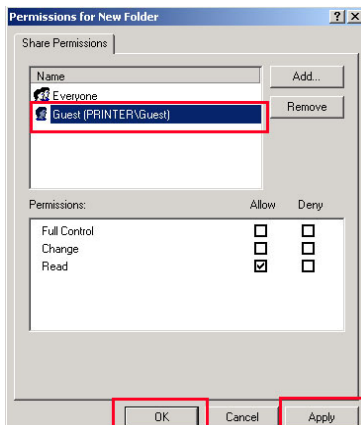 Permissions for New Folder
Share Permissions
Name
Add...
Everyone
Guest (PRINTER\Guest)
Remove
Permissions: Allow Deny
Full Control
Change
Read
OK Cancel Apply